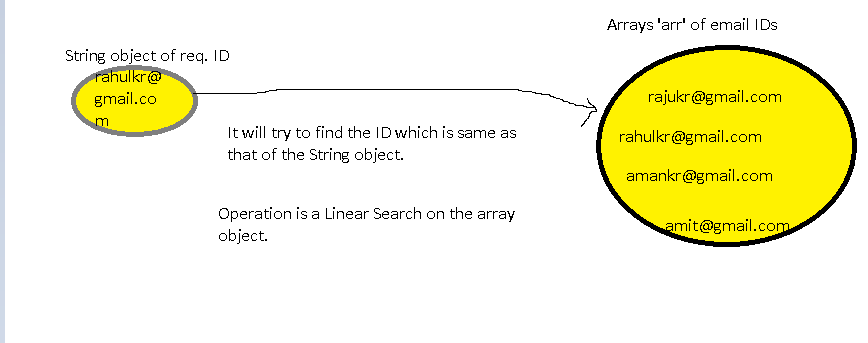 Arrays 'arr' of email IDs
String object of req. ID
rahulkr@
gmail.co
m
rajukr@gmail.com
rahulkr@gmail.com
amankr@gmail.com
amit@gmail.com
It will try to find the ID which is same as
that of the String object.
Operation is a Linear Search on the array
object.